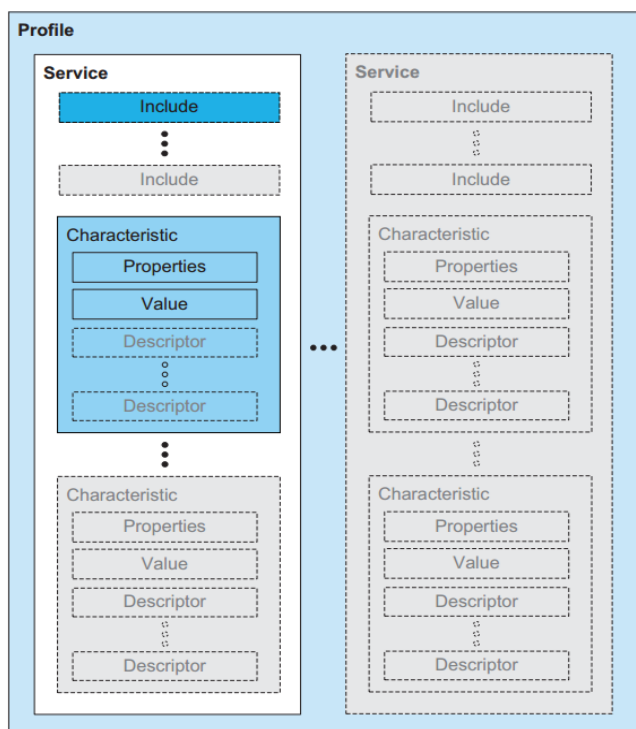 Profile
Service
Include
Include
Characteristic
Properties
Value
Descriptor
Descriptor
Characteristic
Properties
Value
Descriptor
Descriptor
Service
Include
Include
Characteristic
Properties
Value
Descriptor
Descriptor
Characteristic
Properties
Value
Descriptor
Descriptor